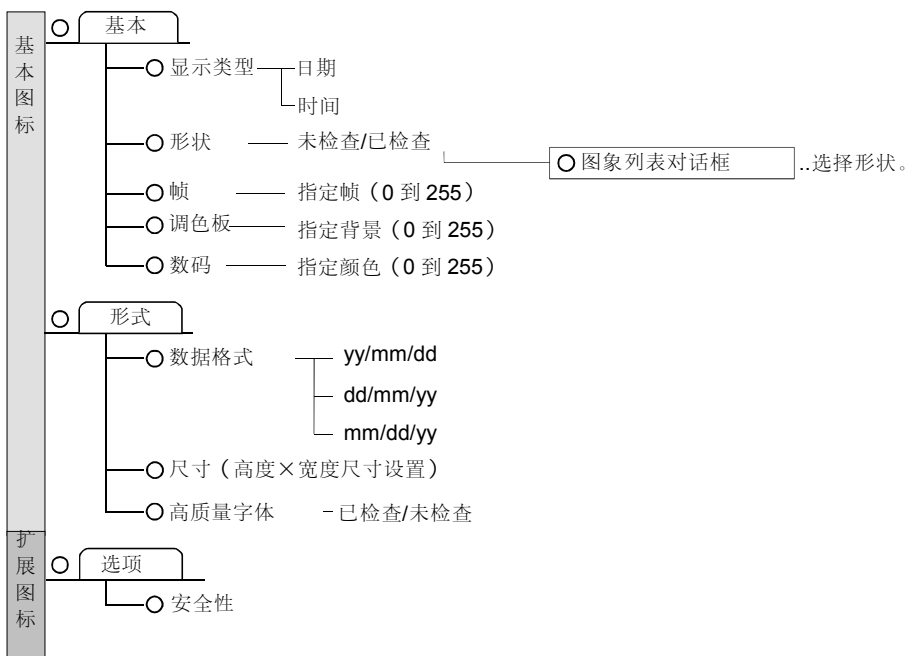 基本图标
基本
显示类型 日期
时间
形状 未检查/已检查
图象列表对话框 ..选择形状。
帧 指定帧（0 到 255）
调色板 指定背景（0 到 255）
数码 指定颜色（0 到 255）
形式
数据格式 yy/mm/dd
dd/mm/yy
mm/dd/yy
尺寸（高度×宽度尺寸设置）
高质量字体 已检查/未检查
扩展图标
选项
安全性